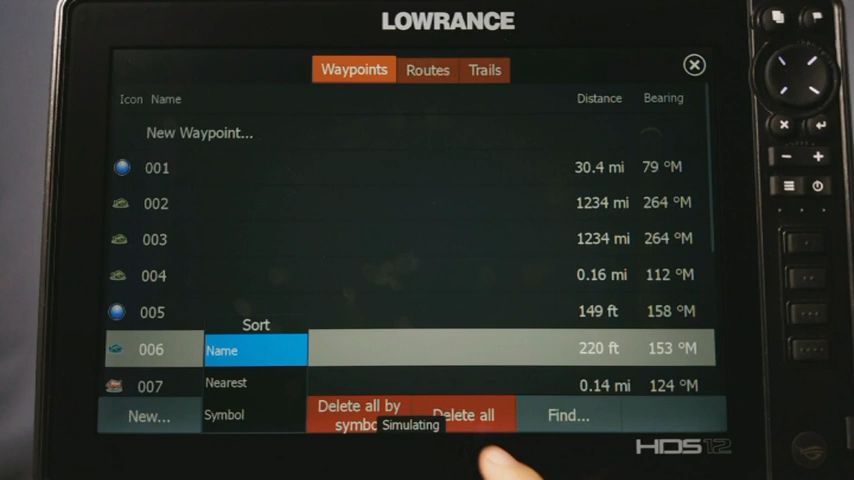 LOWRANCE
Waypoints Routes Trails
Icon Name Distance Bearing
New Waypoint...
001 30.4 mi 79 °M
002 1234 mi 264 °M
003 1234 mi 264 °M
004 0.16 mi 112 °M
005 149 ft 158 °M
Sort
006 Name 220 ft 153 °M
Nearest
007 0.14 mi 124 °M
New... Symbol Delete all by Delete all Find...
symbo
Simulating
HDS12